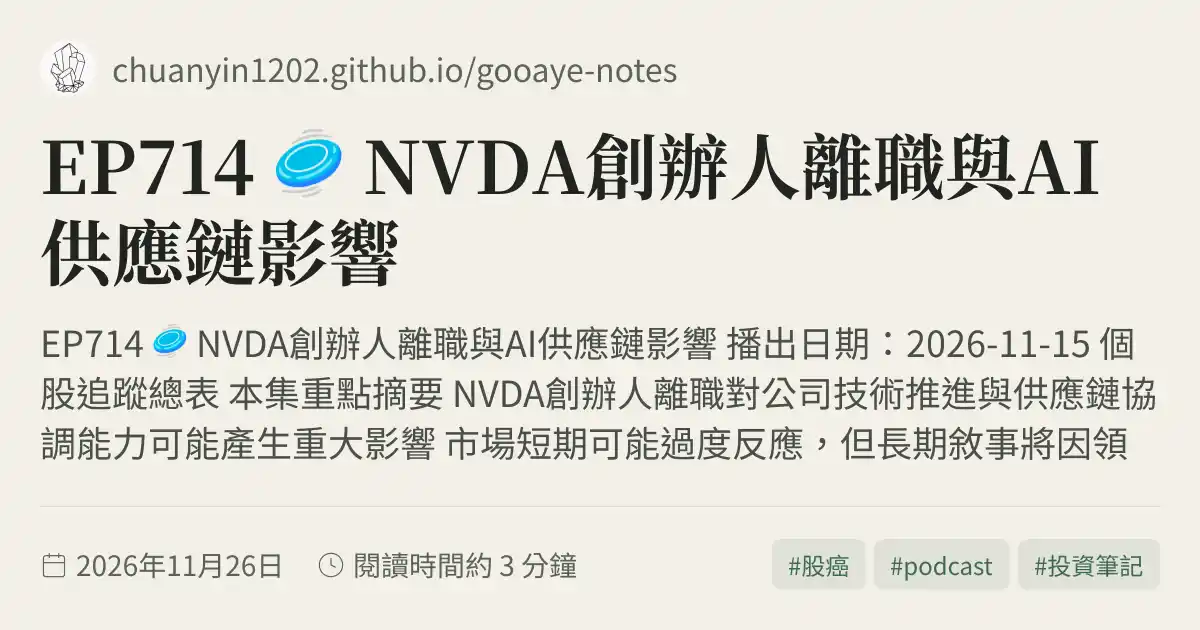 chuanyin1202.github.io/gooaye-notes
EP714 🥏 NVDA創辦人離職與AI
供應鏈影響
EP714 🥏 NVDA創辦人離職與AI供應鏈影響 播出日期：2026-11-15 個
股追蹤總表 本集重點摘要 NVDA創辦人離職對公司技術推進與供應鏈協
調能力可能產生重大影響 市場短期可能過度反應，但長期敘事將因領
2026年11月26日 閱讀時間約 3 分鐘 #股癌 #podcast #投資筆記